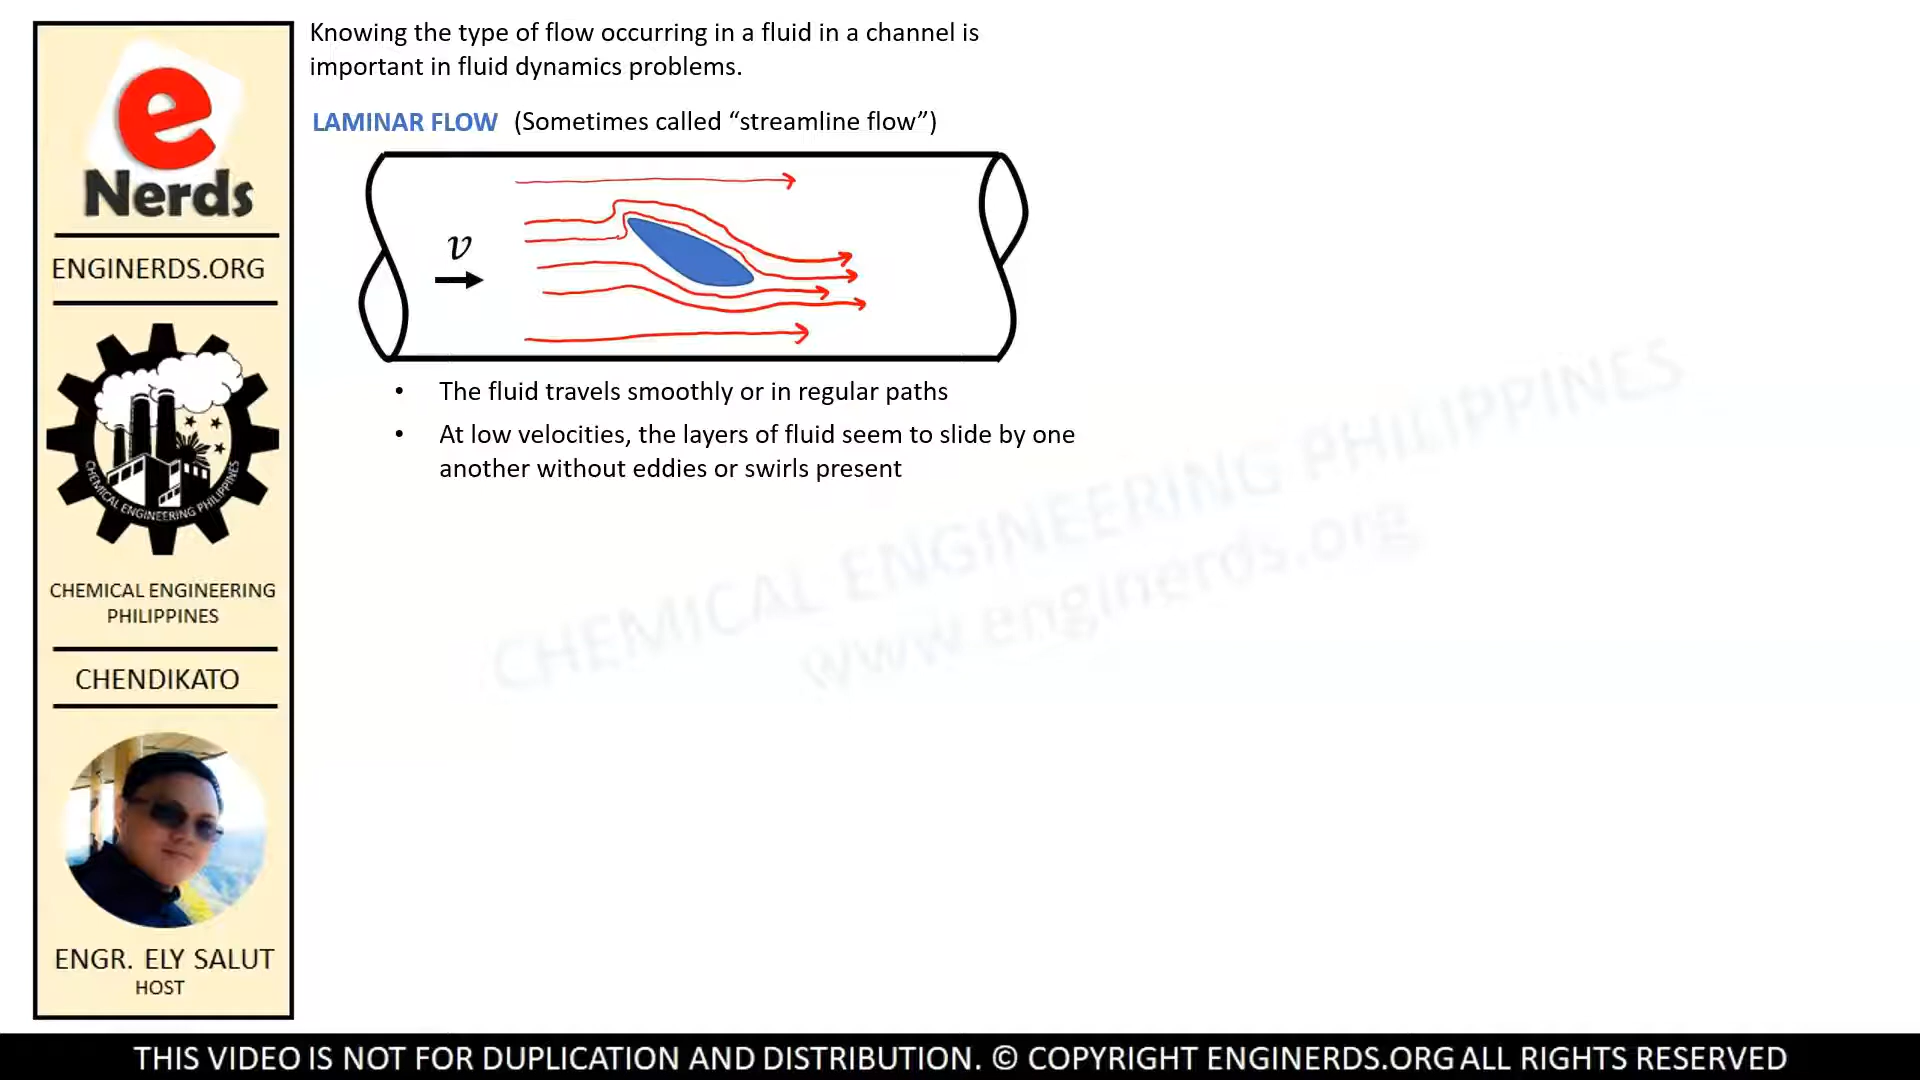 Knowing the type of flow occurring in a fluid in a channel is
important in fluid dynamics problems.
LAMINAR FLOW (Sometimes called “streamline flow”)
v
• The fluid travels smoothly or in regular paths
• At low velocities, the layers of fluid seem to slide by one
another without eddies or swirls present
e
Nerds
ENGINERDS.ORG
CHEMICAL ENGINEERING PHILIPPINES
CHEMICAL ENGINEERING
PHILIPPINES
CHENDIKATO
ENGR. ELY SALUT
HOST
CHEMICAL ENGINEERING PHILIPPINES
www.enginerds.org
THIS VIDEO IS NOT FOR DUPLICATION AND DISTRIBUTION. © COPYRIGHT ENGINERDS.ORG ALL RIGHTS RESERVED